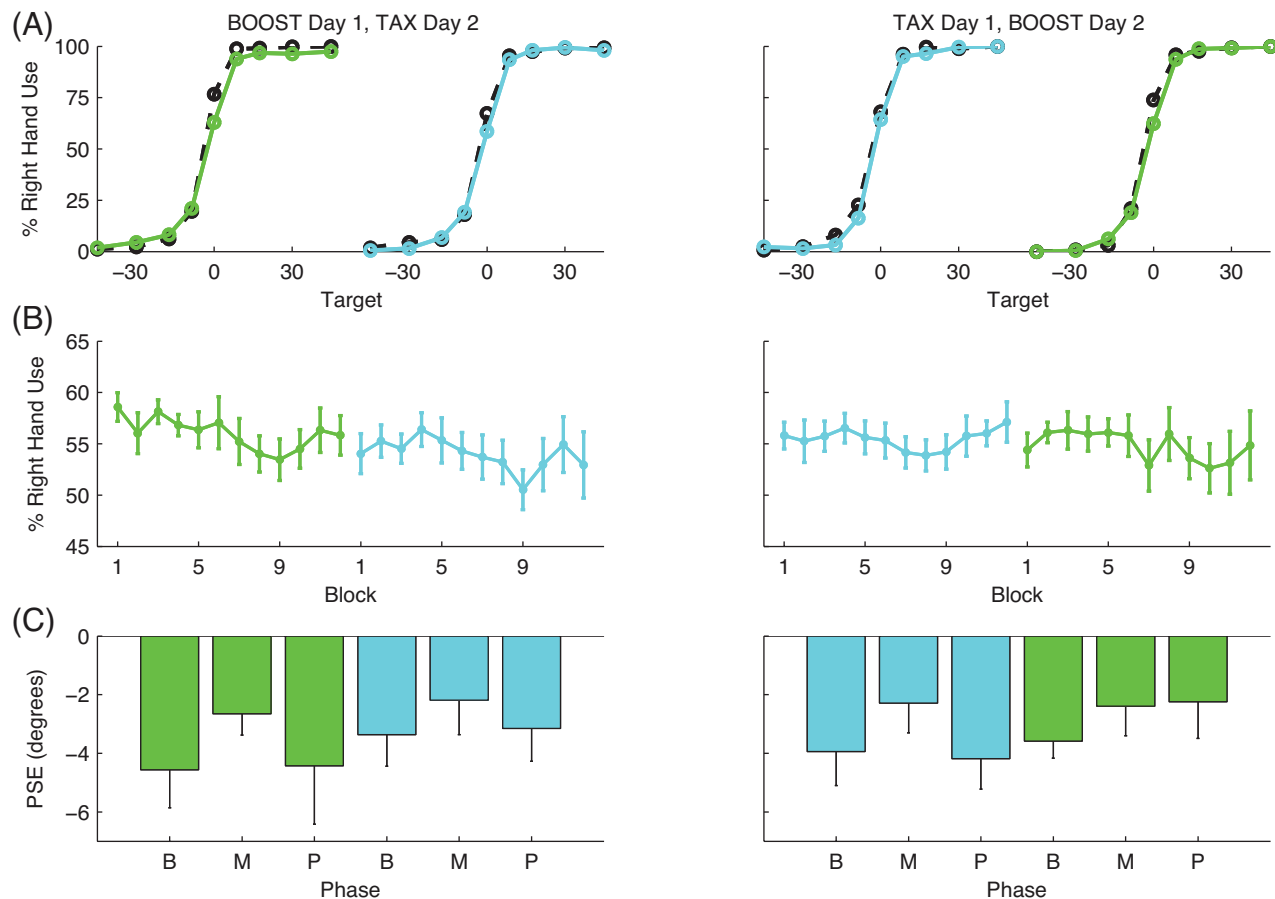 (A)
BOOST Day 1, TAX Day 2
TAX Day 1, BOOST Day 2
% Right Hand Use
100
75
50
25
0
−30 0 30 −30 0 30
−30 0 30 −30 0 30
Target
Target
(B)
% Right Hand Use
65
60
55
50
45
1 5 9 1 5 9
1 5 9 1 5 9
Block
Block
(C)
PSE (degrees)
0
−2
−4
−6
B M P B M P
B M P B M P
Phase
Phase